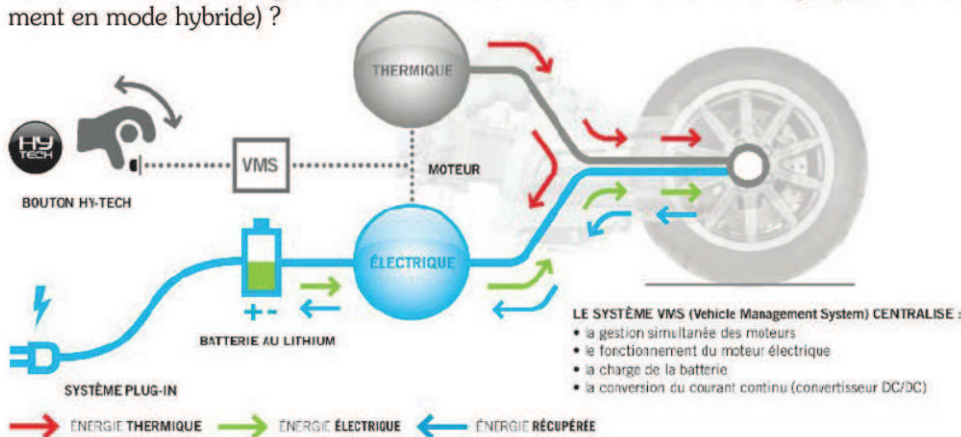 ment en mode hybride) ?
THERMIQUE
HY
TECH
VMS
MOTEUR
BOUTON HY-TECH
ÉLECTRIQUE
+ -
BATTERIE AU LITHIUM
SYSTÈME PLUG-IN
LE SYSTÈME VMS (Vehicle Management System) CENTRALISE :
• la gestion simultanée des moteurs
• le fonctionnement du moteur électrique
• la charge de la batterie
• la conversion du courant continu (convertisseur DC/DC)
ÉNERGIE THERMIQUE
ÉNERGIE ÉLECTRIQUE
ÉNERGIE RÉCUPÉRÉE